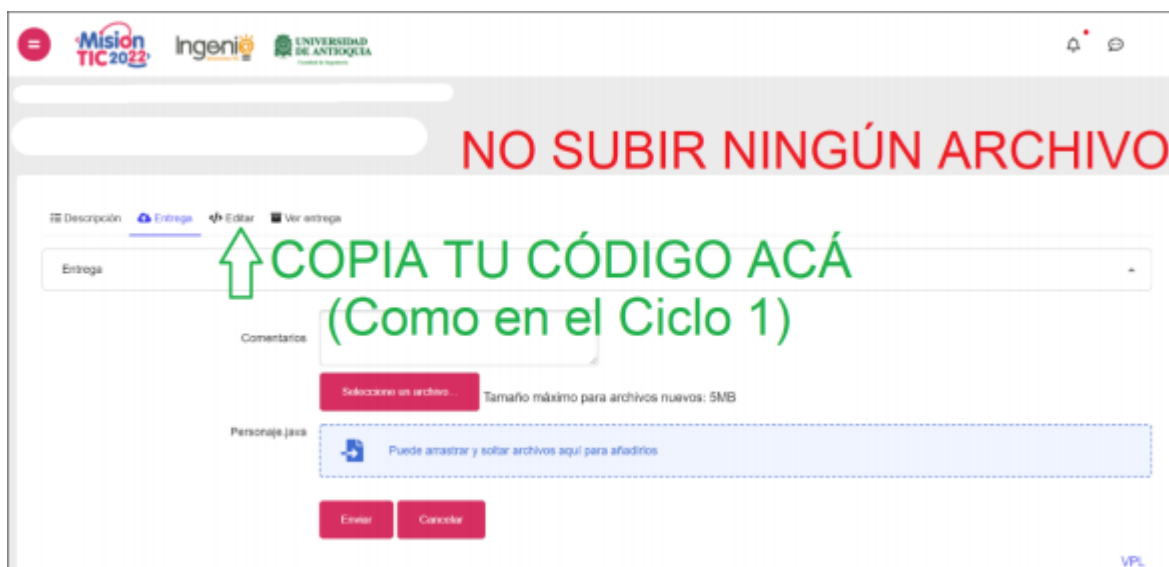 Misión TIC 2022
Ingenio
UNIVERSIDAD DE ANTIOQUIA
NO SUBIR NINGÚN ARCHIVO
Descripción Entrega </> Editar Ver entrega
COPIA TU CÓDIGO ACÁ
Entrega
(Como en el Ciclo 1)
Comentarios
Seleccione un archivo... Tamaño máximo para archivos nuevos: 5MB
Personaje.java
Puede arrastrar y soltar archivos aquí para añadirlos
Enviar Cancelar
VPL